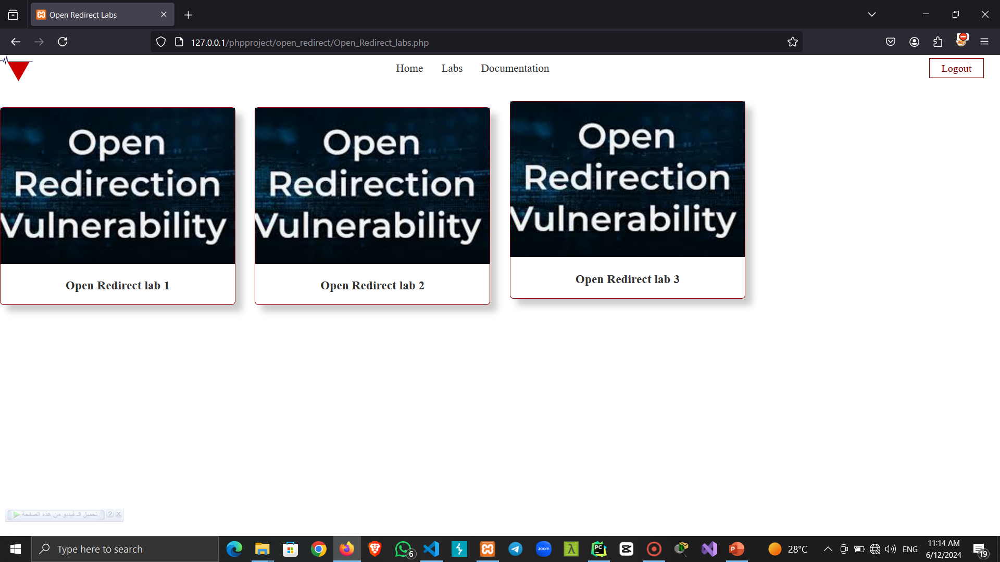 Open Redirect Labs
127.0.0.1/phpproject/open_redirect/Open_Redirect_labs.php
Home Labs Documentation Logout
Open
Redirection
Vulnerability
Open Redirect lab 1
Open
Redirection
Vulnerability
Open Redirect lab 2
Open
Redirection
Vulnerability
Open Redirect lab 3
تحميل الـ فيديو من هذه الصفحة ? X
Type here to search
6
zoom
PC
P
28°C
ENG
11:14 AM
6/12/2024
19